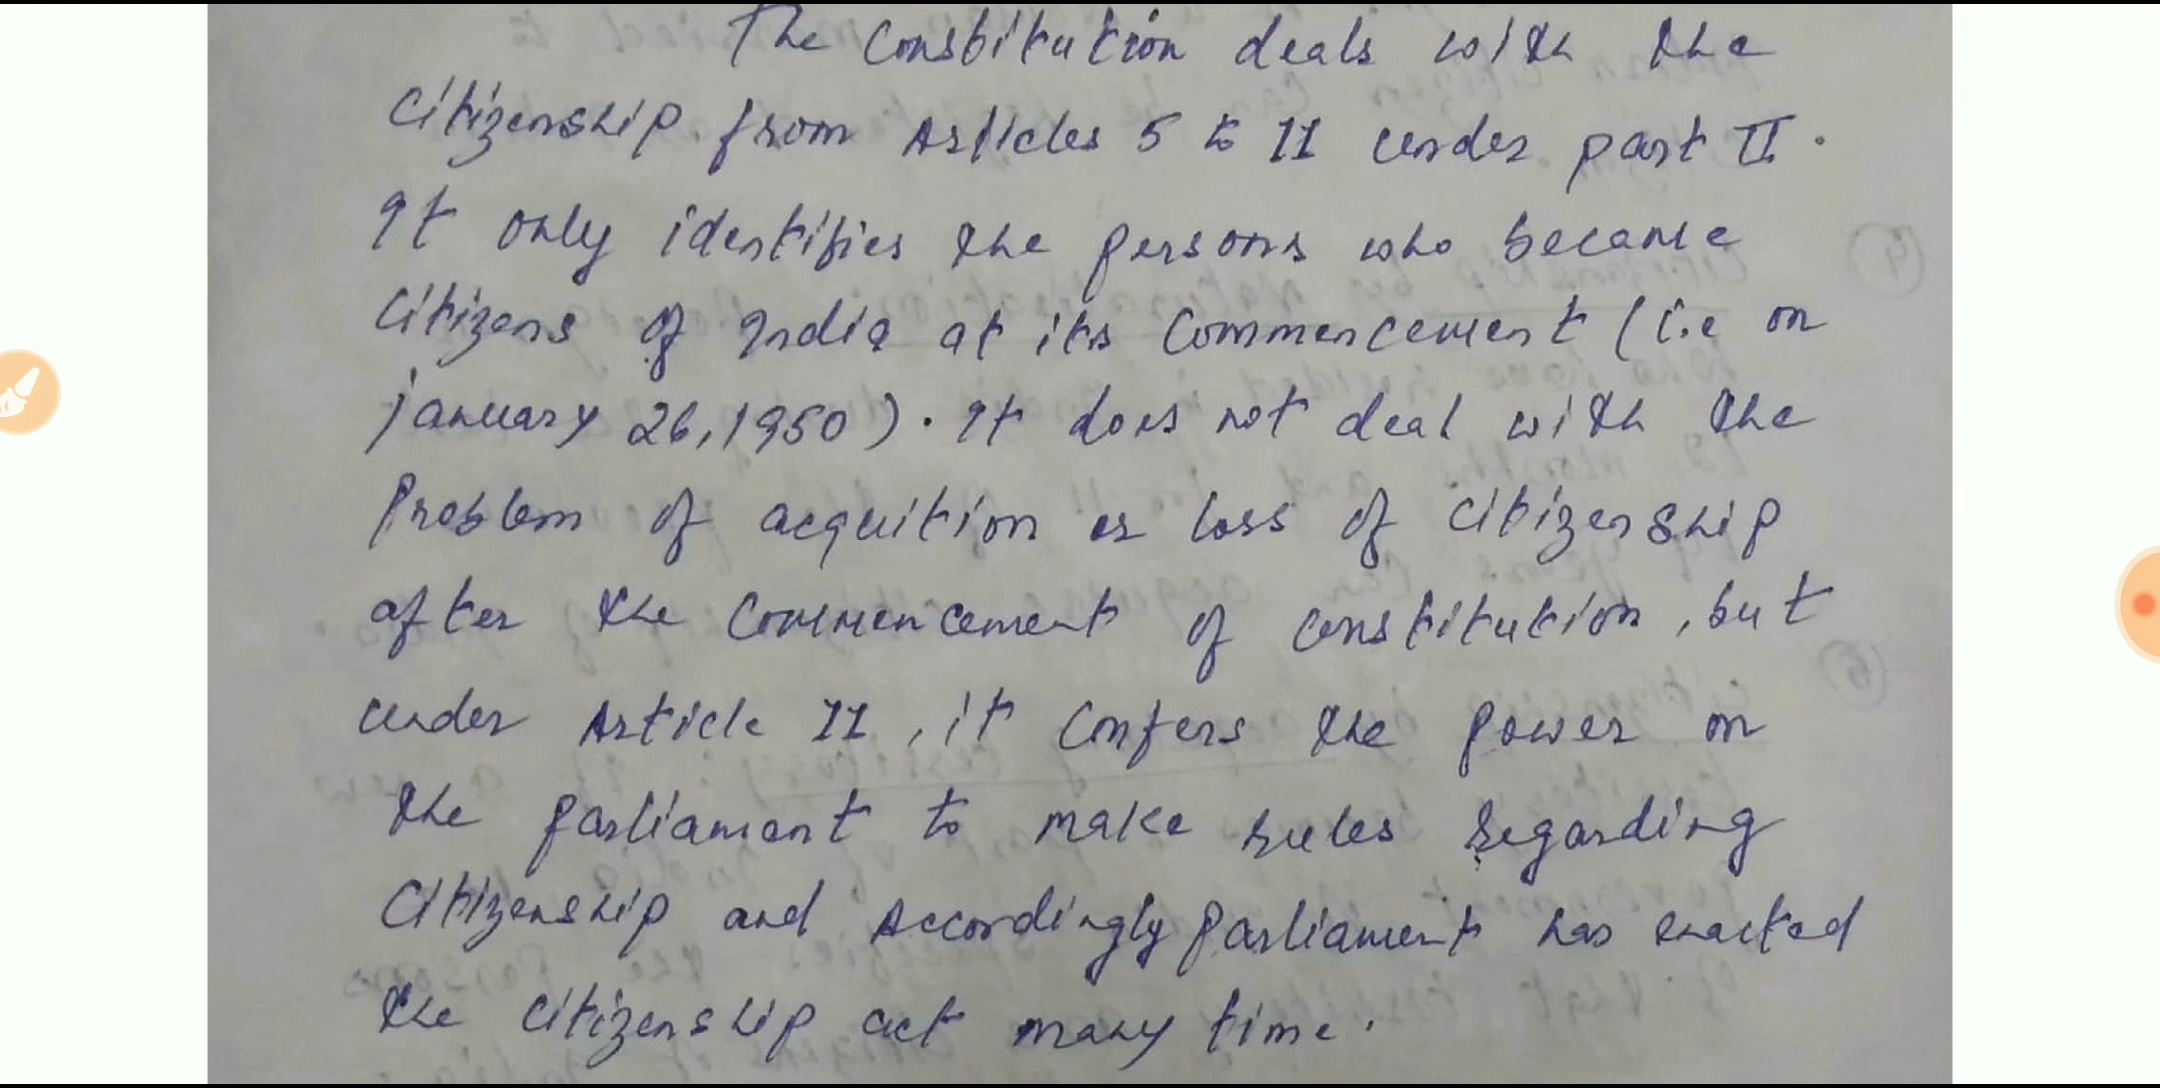 The Constitution deals with the
Citizenship from Articles 5 to 11 under part II.
It only identifies the persons who became
Citizens of India at its Commencement (i.e on
january 26,1950). It does not deal with the
Problem of acquition or loss of citizenship
after the Commencement of constitution, but
under Article 11, it Confers the power on
the parliament to make rules regarding
Citizenship and Accordingly Parliament has enacted
the citizenship act many time.